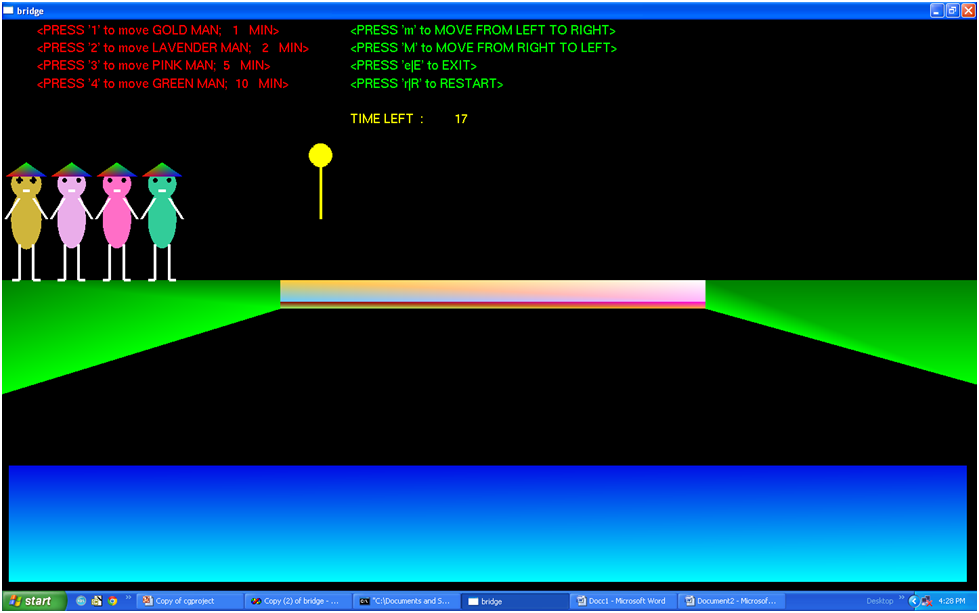 bridge
<PRESS '1' to move GOLD MAN; 1 MIN>
<PRESS '2' to move LAVENDER MAN; 2 MIN>
<PRESS '3' to move PINK MAN; 5 MIN>
<PRESS '4' to move GREEN MAN; 10 MIN>
<PRESS 'm' to MOVE FROM LEFT TO RIGHT>
<PRESS 'M' to MOVE FROM RIGHT TO LEFT>
<PRESS 'e|E' to EXIT>
<PRESS 'r|R' to RESTART>
TIME LEFT : 17
start
Copy of cgproject
Copy (2) of bridge - ...
"C:\Documents and S...
bridge
Docc1 - Microsoft Word
Document2 - Microsof...
Desktop
4:28 PM